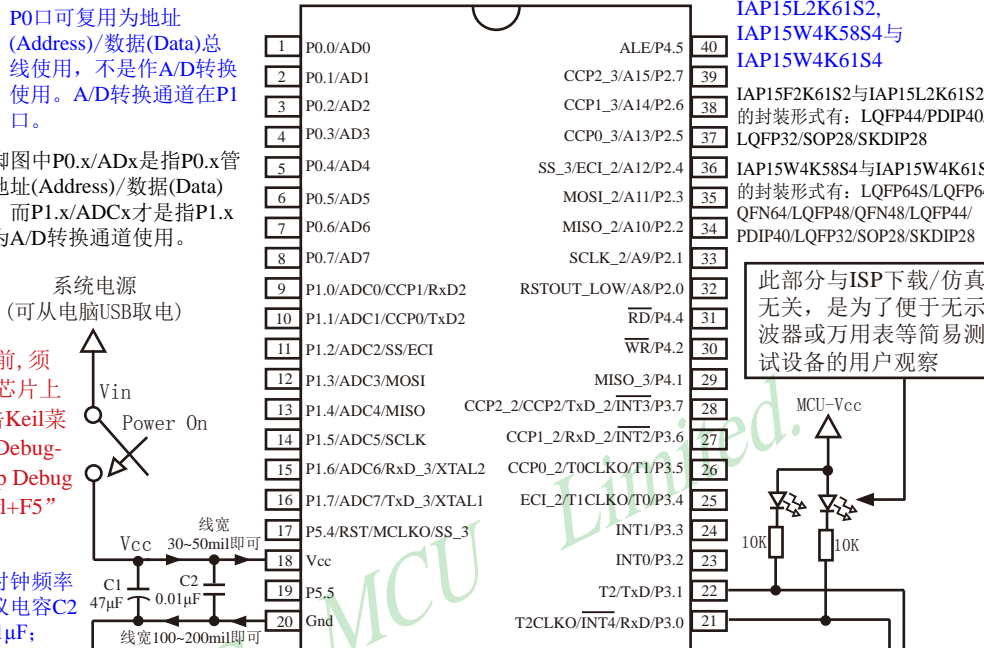 P0口可复用为地址
(Address)/数据(Data)总
线使用，不是作A/D转换
使用。A/D转换通道在P1
口。
脚图中P0.x/ADx是指P0.x管
地址(Address)/数据(Data)
而P1.x/ADCx才是指P1.x
为A/D转换通道使用。
系统电源
(可从电脑USB取电)
前,须
芯片上
击Keil菜
Debug-
p Debug
l+F5”
Vin
Power On
Vcc
线宽
30~50mil即可
C1
47μF
C2
0.01μF
线宽100~200mil即可
时钟频率
议电容C2
1μF;
1 P0.0/AD0
2 P0.1/AD1
3 P0.2/AD2
4 P0.3/AD3
5 P0.4/AD4
6 P0.5/AD5
7 P0.6/AD6
8 P0.7/AD7
9 P1.0/ADC0/CCP1/RxD2
10 P1.1/ADC1/CCP0/TxD2
11 P1.2/ADC2/SS/ECI
12 P1.3/ADC3/MOSI
13 P1.4/ADC4/MISO
14 P1.5/ADC5/SCLK
15 P1.6/ADC6/RxD_3/XTAL2
16 P1.7/ADC7/TxD_3/XTAL1
17 P5.4/RST/MCLKO/SS_3
18 Vcc
19 P5.5
20 Gnd
ALE/P4.5 40
CCP2_3/A15/P2.7 39
CCP1_3/A14/P2.6 38
CCP0_3/A13/P2.5 37
SS_3/ECI_2/A12/P2.4 36
MOSI_2/A11/P2.3 35
MISO_2/A10/P2.2 34
SCLK_2/A9/P2.1 33
RSTOUT_LOW/A8/P2.0 32
RD/P4.4 31
WR/P4.2 30
MISO_3/P4.1 29
CCP2_2/CCP2/TxD_2/INT3/P3.7 28
CCP1_2/RxD_2/INT2/P3.6 27
CCP0_2/T0CLKO/T1/P3.5 26
ECI_2/T1CLKO/T0/P3.4 25
INT1/P3.3 24
INT0/P3.2 23
T2/TxD/P3.1 22
T2CLKO/INT4/RxD/P3.0 21
MCU Limited.
IAP15L2K61S2,
IAP15W4K58S4与
IAP15W4K61S4
IAP15F2K61S2与IAP15L2K61S2
的封装形式有：LQFP44/PDIP40/
LQFP32/SOP28/SKDIP28
IAP15W4K58S4与IAP15W4K61S
的封装形式有：LQFP64S/LQFP64
QFN64/LQFP48/QFN48/LQFP44/
PDIP40/LQFP32/SOP28/SKDIP28
此部分与ISP下载/仿真
无关，是为了便于无示
波器或万用表等简易测
试设备的用户观察
MCU-Vcc
10K
10K